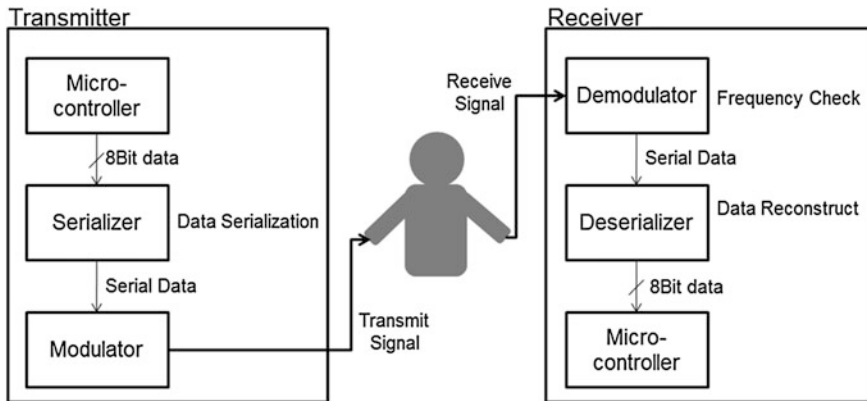 Transmitter
Micro-
controller
8Bit data
Serializer
Data Serialization
Serial Data
Modulator
Transmit
Signal
Receiver
Receive
Signal
Demodulator
Frequency Check
Serial Data
Deserializer
Data Reconstruct
8Bit data
Micro-
controller